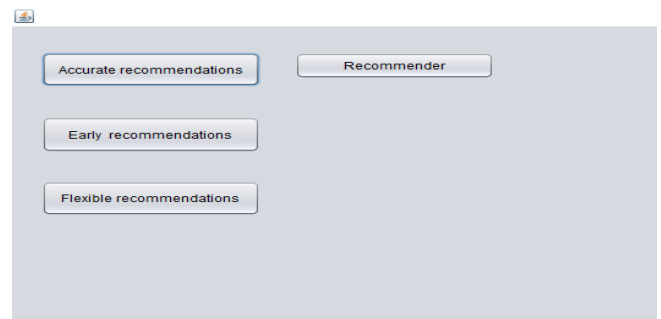 Accurate recommendations
Recommender
Early recommendations
Flexible recommendations